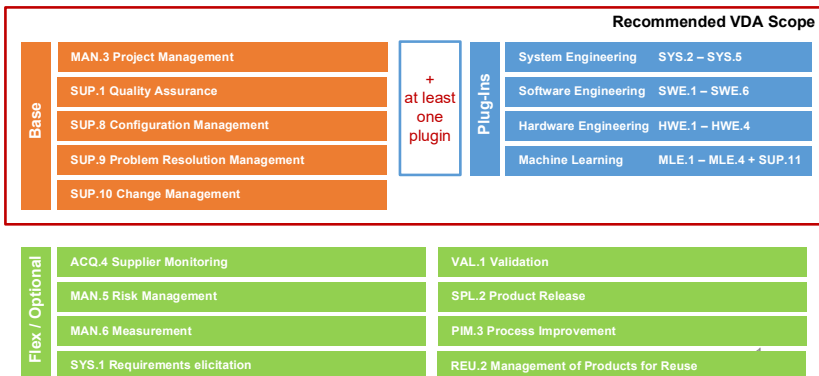 Recommended VDA Scope
Base
MAN.3 Project Management
SUP.1 Quality Assurance
SUP.8 Configuration Management
SUP.9 Problem Resolution Management
SUP.10 Change Management
+
at least
one
plugin
Plug-Ins
System Engineering SYS.2 – SYS.5
Software Engineering SWE.1 – SWE.6
Hardware Engineering HWE.1 – HWE.4
Machine Learning MLE.1 – MLE.4 + SUP.11
Flex / Optional
ACQ.4 Supplier Monitoring
MAN.5 Risk Management
MAN.6 Measurement
SYS.1 Requirements elicitation
VAL.1 Validation
SPL.2 Product Release
PIM.3 Process Improvement
REU.2 Management of Products for Reuse